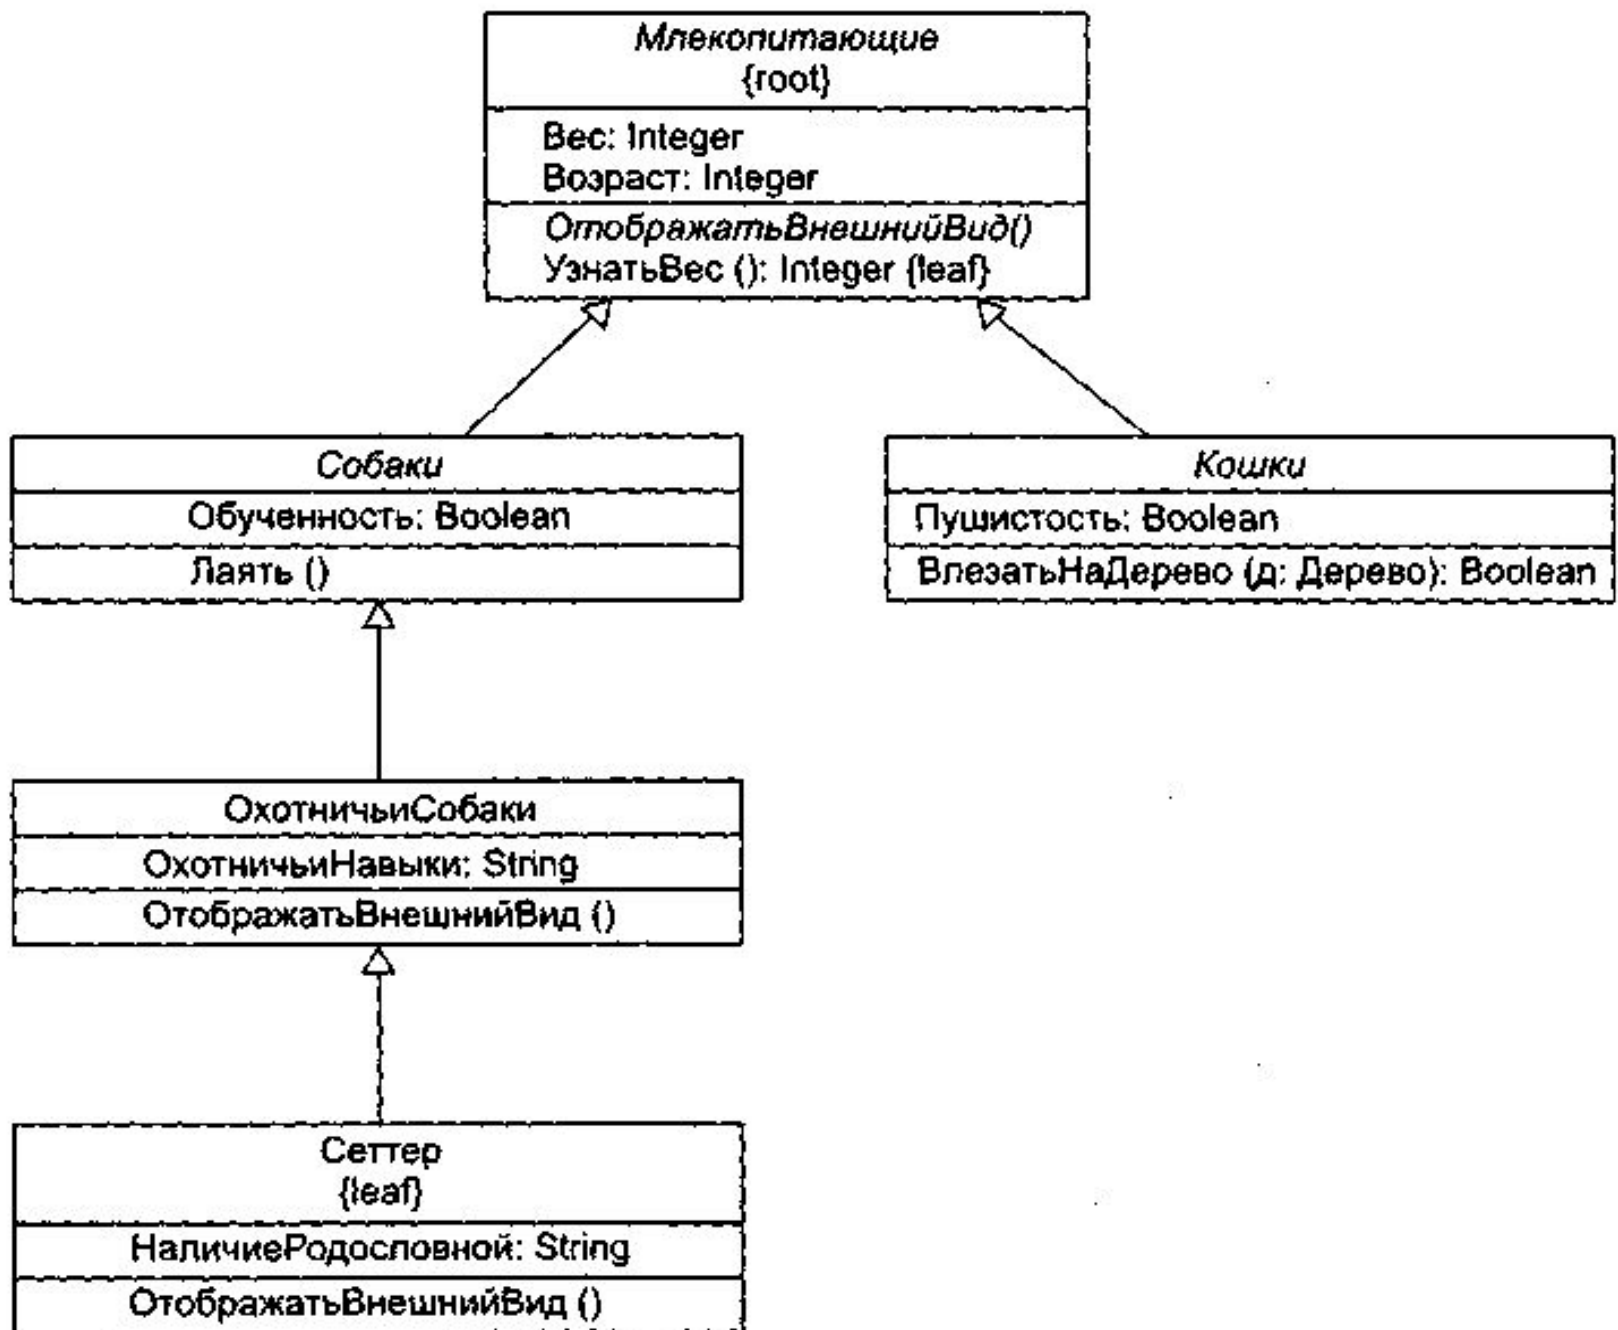 Млекопитающие
{root}
Вес: Integer
Возраст: Integer
ОтображатьВнешнийВид()
УзнатьВес (): Integer {leaf}
Собаки
Обученность: Boolean
Лаять ()
Кошки
Пушистость: Boolean
ВлезатьНаДерево (д: Дерево): Boolean
ОхотничьиСобаки
ОхотничьиНавыки: String
ОтображатьВнешнийВид ()
Сеттер
{leaf}
НаличиеРодословной: String
ОтображатьВнешнийВид ()